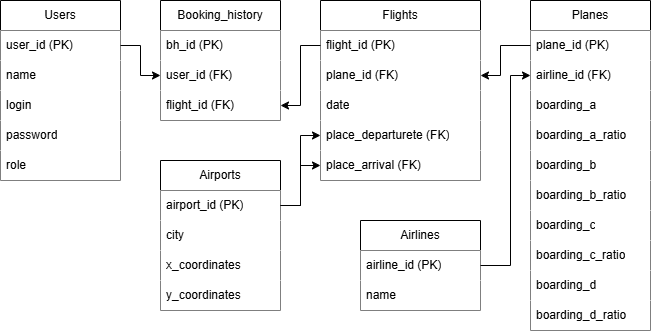 Users
user_id (PK)
name
login
password
role
Booking_history
bh_id (PK)
user_id (FK)
flight_id (FK)
Flights
flight_id (PK)
plane_id (FK)
date
place_departurete (FK)
place_arrival (FK)
Planes
plane_id (PK)
airline_id (FK)
boarding_a
boarding_a_ratio
boarding_b
boarding_b_ratio
boarding_c
boarding_c_ratio
boarding_d
boarding_d_ratio
Airports
airport_id (PK)
city
x_coordinates
y_coordinates
Airlines
airline_id (PK)
name